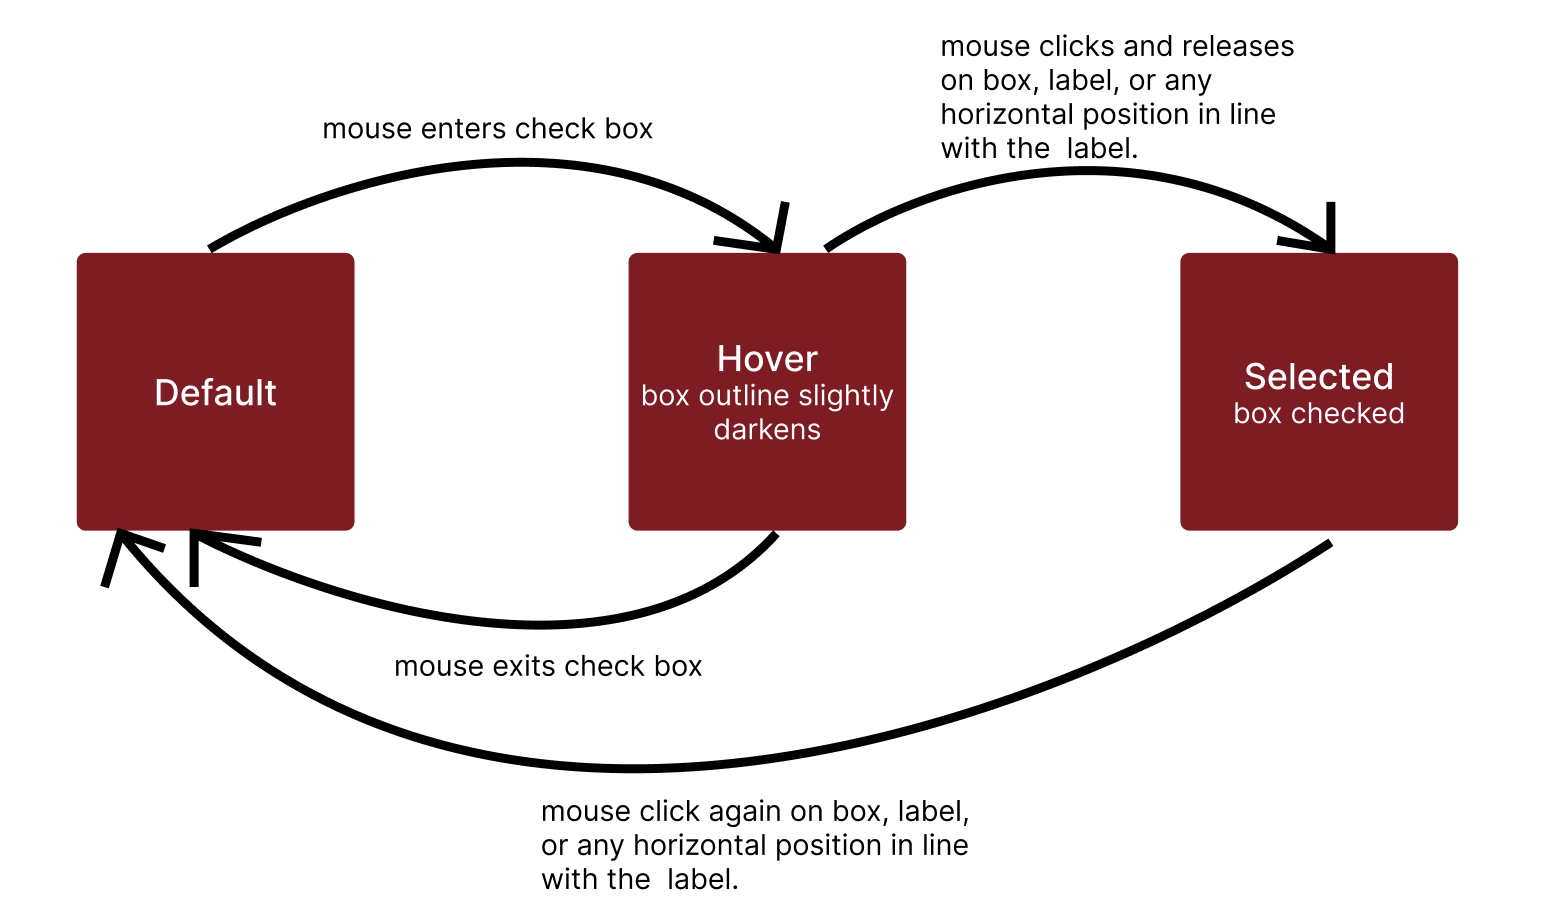 mouse clicks and releases
on box, label, or any
horizontal position in line
with the  label.
mouse enters check box
Default
Hover
box outline slightly
darkens
Selected
box checked
mouse exits check box
mouse click again on box, label,
or any horizontal position in line
with the  label.